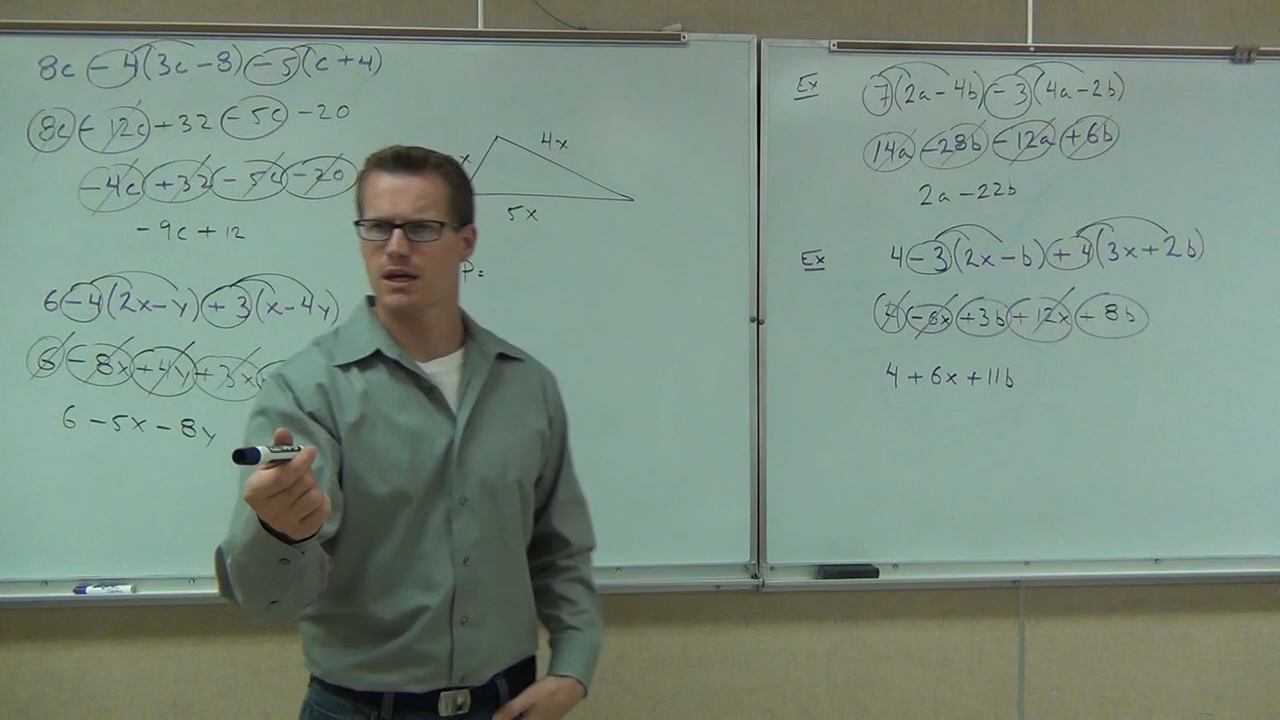 8c - 4(3c - 8) - 5(c + 4)
8c - 12c + 32 - 5c - 20
-4c + 32 - 5c - 20
-9c + 12
6 - 4(2x - y) + 3(x - 4y)
6 - 8x + 4y + 3x
6 - 5x - 8y
x
4x
5x
P=
Ex 7(2a - 4b) - 3(4a - 2b)
14a - 28b - 12a + 6b
2a - 22b
Ex 4 - 3(2x - b) + 4(3x + 2b)
4 - 6x + 3b + 12x + 8b
4 + 6x + 11b